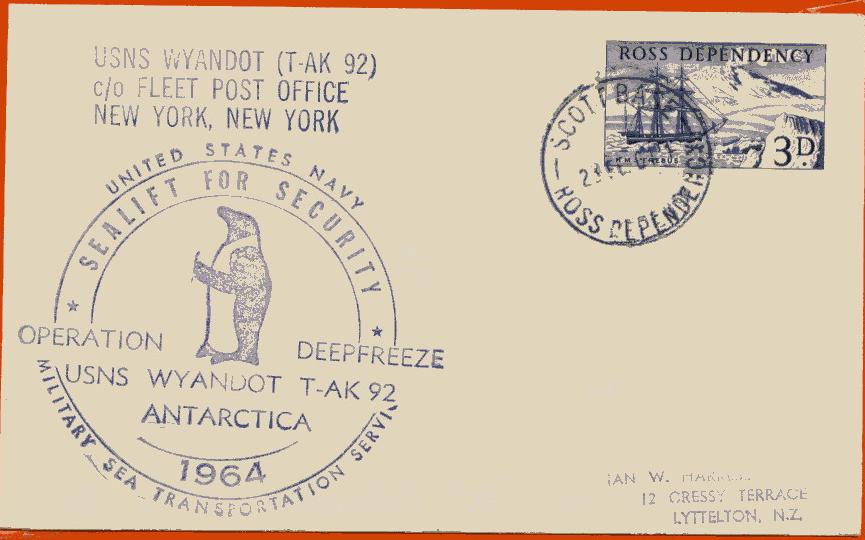 USNS WYANDOT (T-AK 92)
c/o FLEET POST OFFICE
NEW YORK, NEW YORK
ROSS DEPENDENCY
H.M.S. EREBUS
3D
SCOTT BASE
ROSS DEPENDENCY
UNITED STATES NAVY
SEALIFT FOR SECURITY
OPERATION DEEPFREEZE
USNS WYANDOT T-AK 92
ANTARCTICA
1964
MILITARY SEA TRANSPORTATION SERVICE
IAN W.
12 CRESSY TERRACE
LYTTELTON, N.Z.